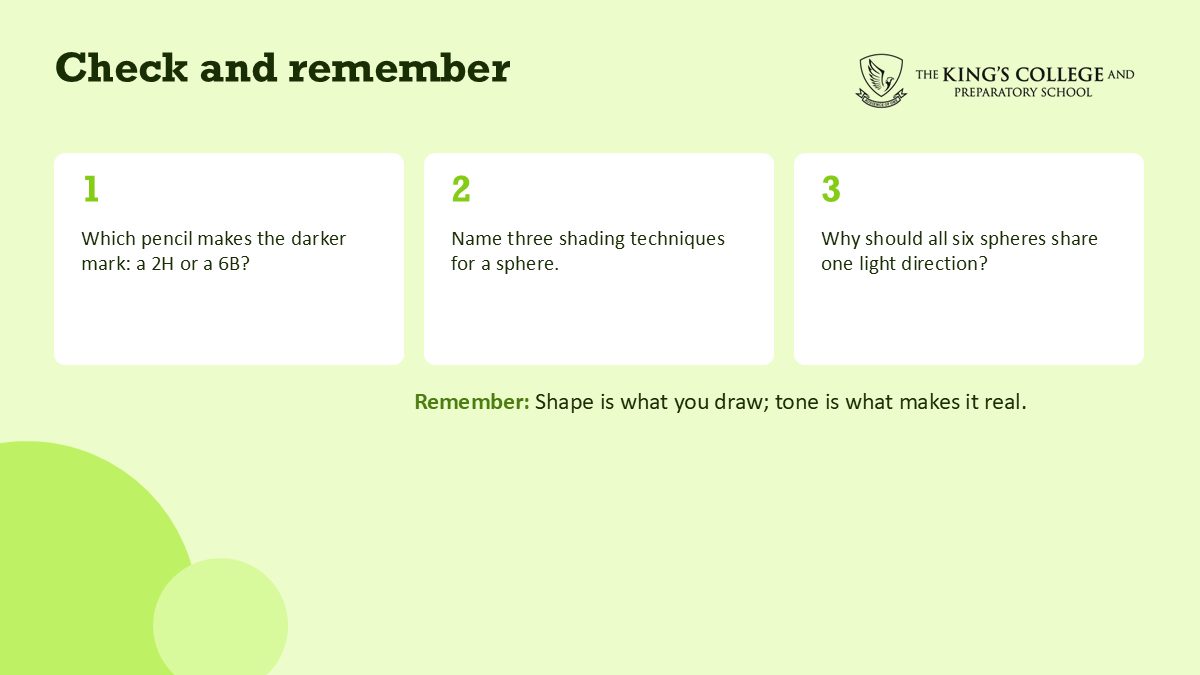 Check and remember
THE KING'S COLLEGE AND
PREPARATORY SCHOOL
1
Which pencil makes the darker
mark: a 2H or a 6B?
2
Name three shading techniques
for a sphere.
3
Why should all six spheres share
one light direction?
Remember: Shape is what you draw; tone is what makes it real.